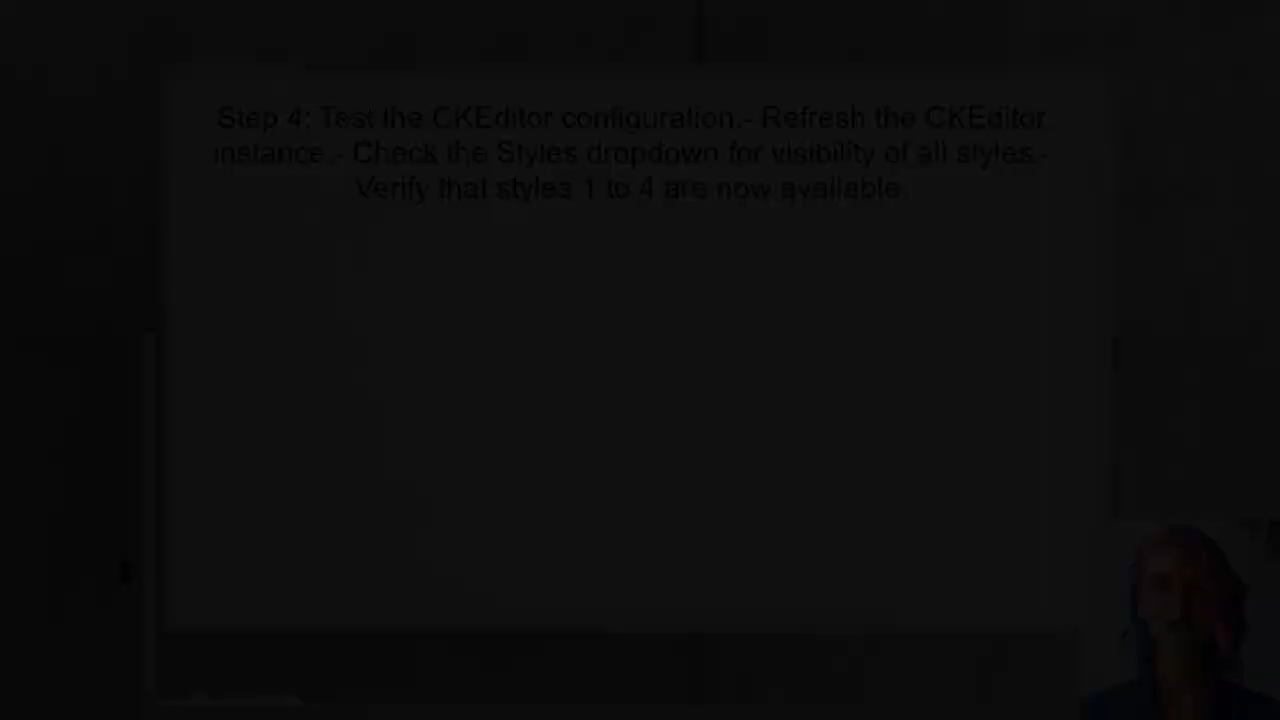 Step 4: Test the CKEditor configuration.- Refresh the CKEditor
instance.- Check the Styles dropdown for visibility of all styles.-
Verify that styles 1 to 4 are now available.